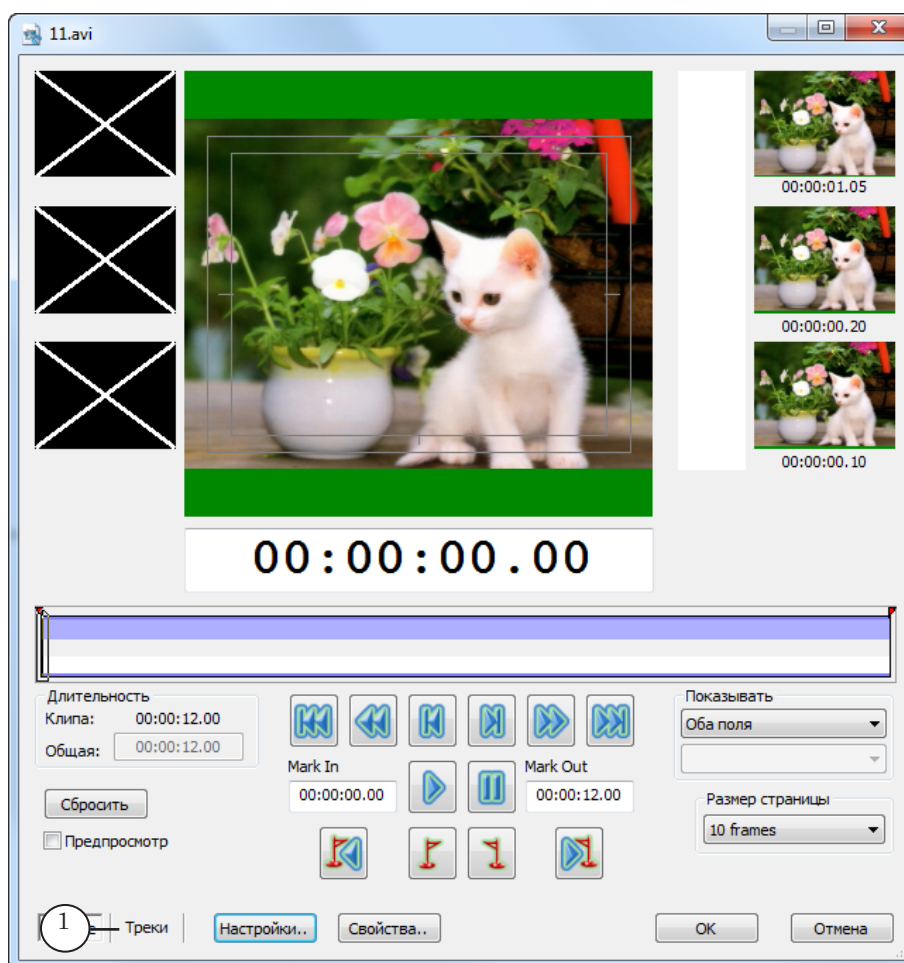 11.avi
00:00:01.05
00:00:00.20
00:00:00.10
00:00:00.00
Длительность
Клипа: 00:00:12.00
Общая: 00:00:12.00
Mark In
00:00:00.00
Mark Out
00:00:12.00
Показывать
Оба поля
Размер страницы
10 frames
Сбросить
Предпросмотр
1
Треки
Настройки..
Свойства..
OK
Отмена